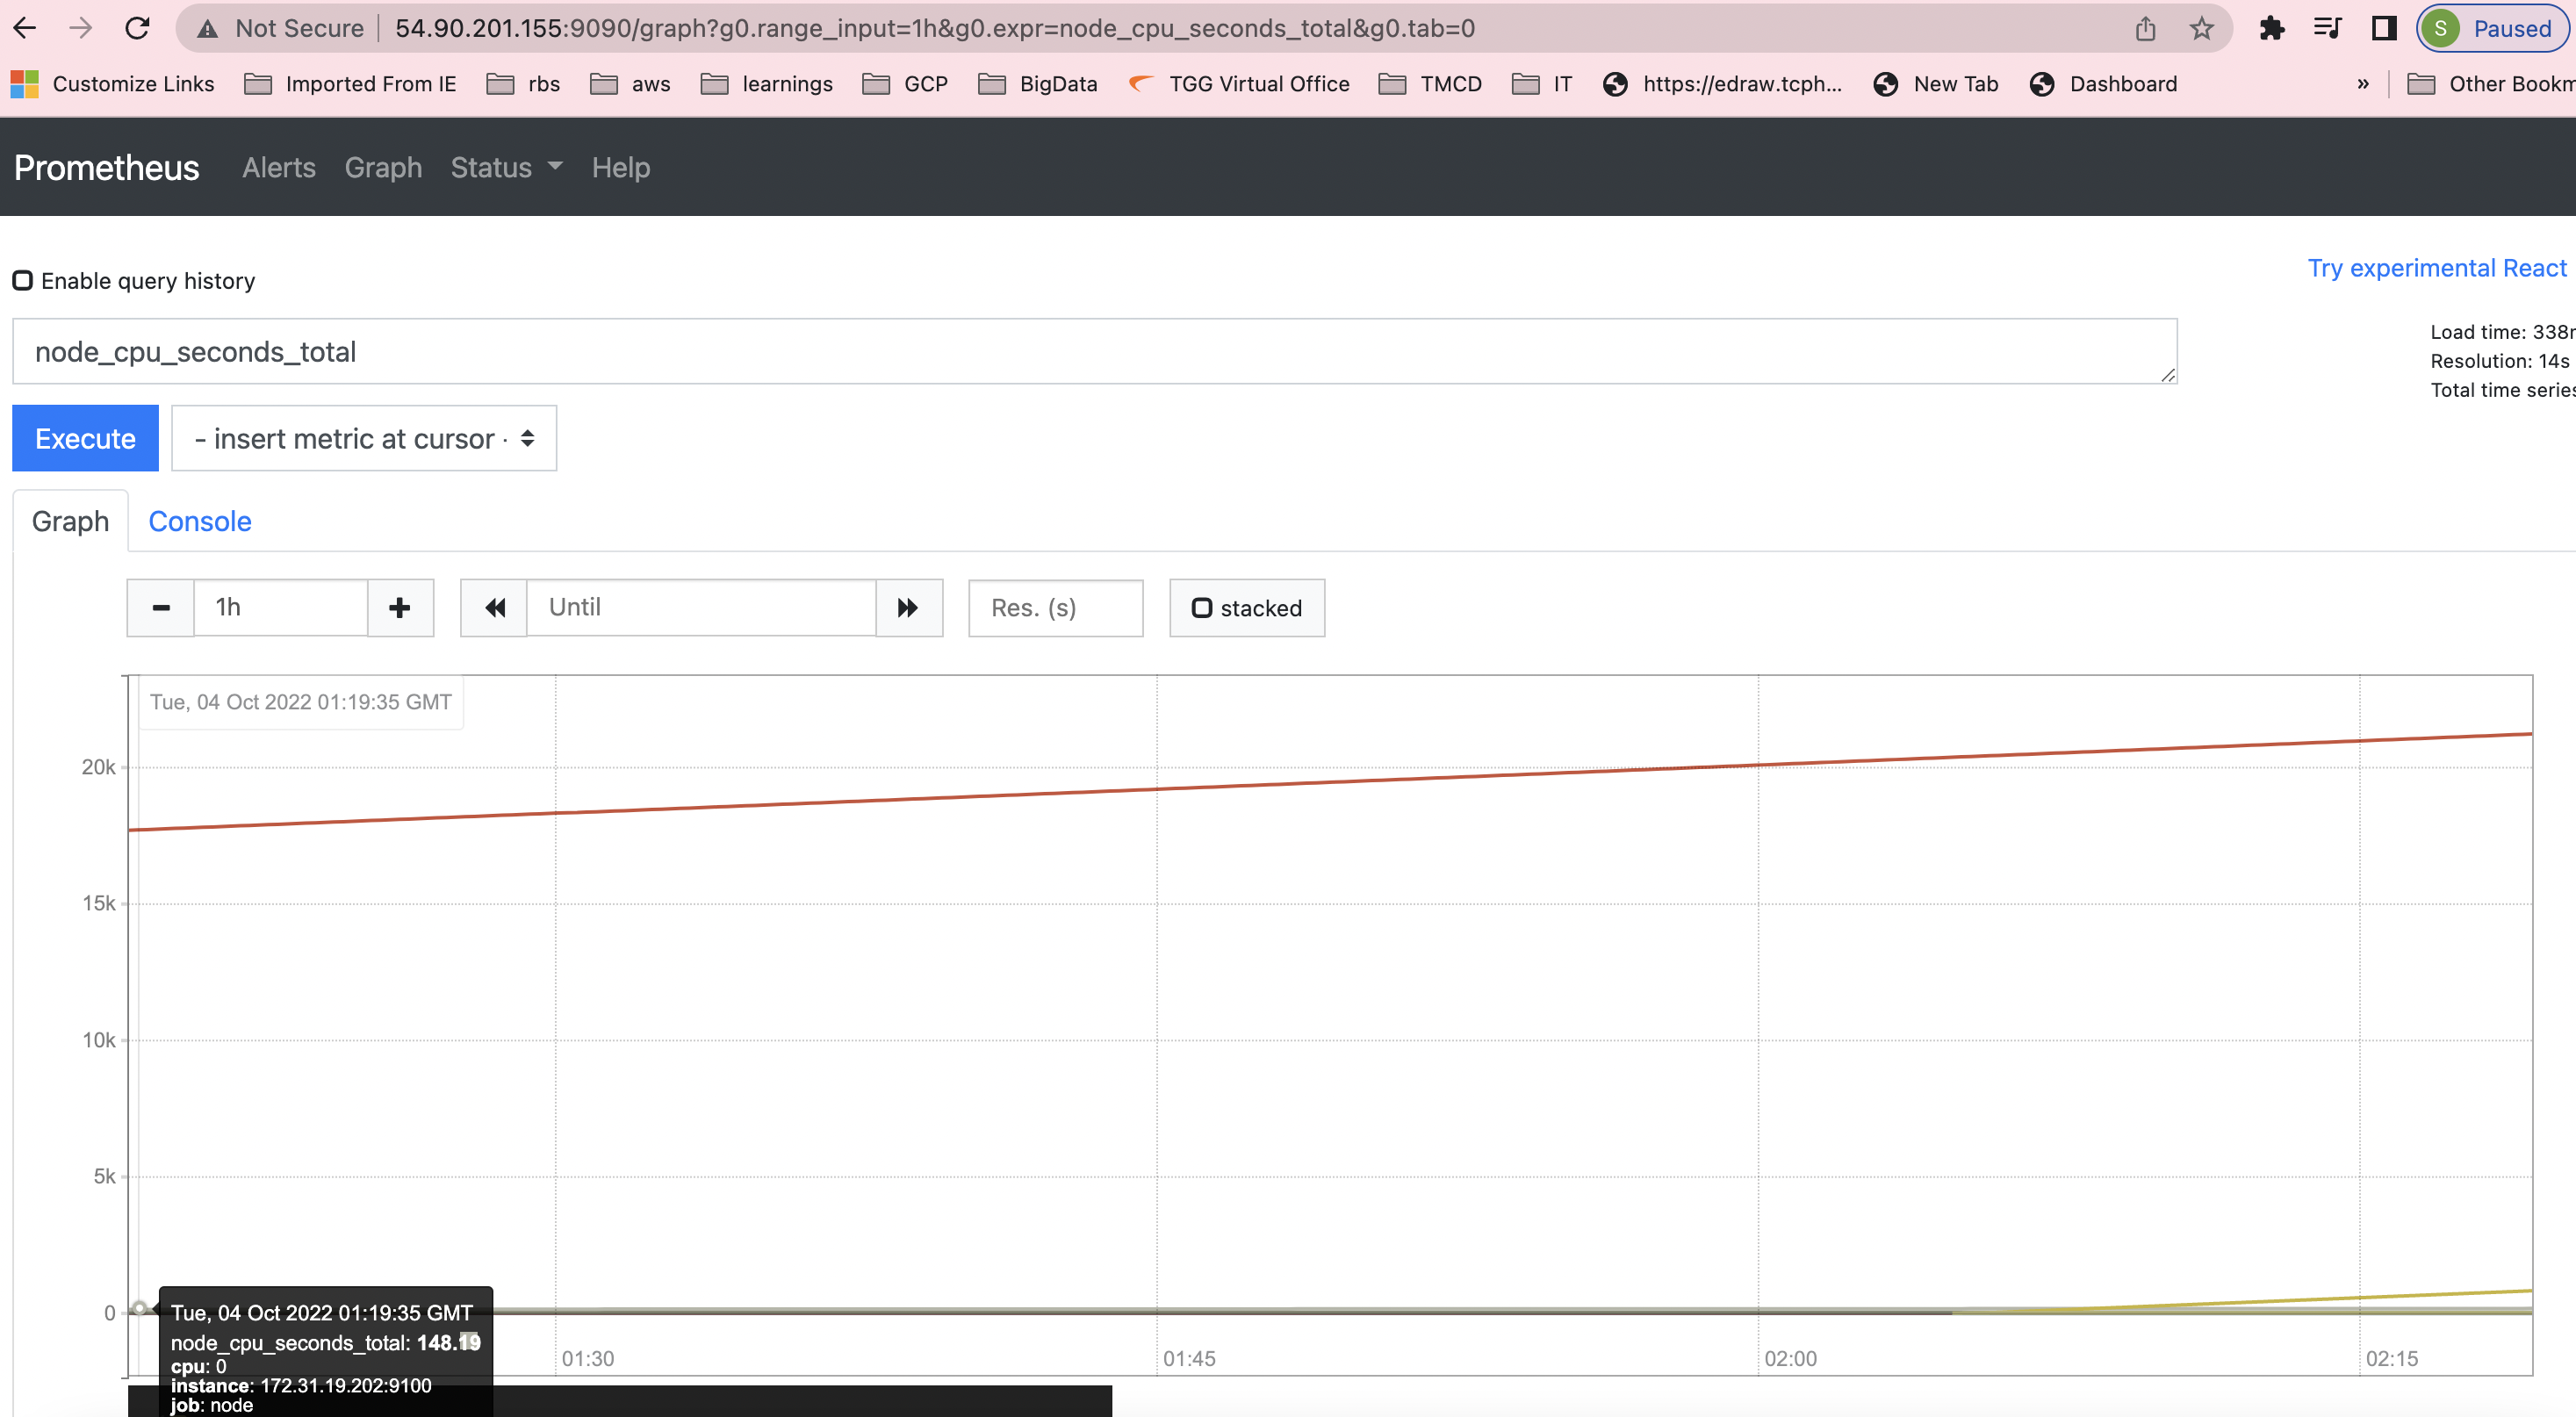 Not Secure 54.90.201.155:9090/graph?g0.range_input=1h&g0.expr=node_cpu_seconds_total&g0.tab=0 S Paused
Customize Links Imported From IE rbs aws learnings GCP BigData TGG Virtual Office TMCD IT https://edraw.tcph... New Tab Dashboard » Other Bookm
Prometheus Alerts Graph Status Help
Try experimental React
Enable query history
Load time: 338m
node_cpu_seconds_total
Resolution: 14s
Total time series
Execute - insert metric at cursor -
Graph Console
1h Until Res. (s) stacked
Tue, 04 Oct 2022 01:19:35 GMT
20k
15k
10k
5k
0
Tue, 04 Oct 2022 01:19:35 GMT
node_cpu_seconds_total: 148.19
01:30 01:45 02:00 02:15
cpu: 0
instance: 172.31.19.202:9100
job: node